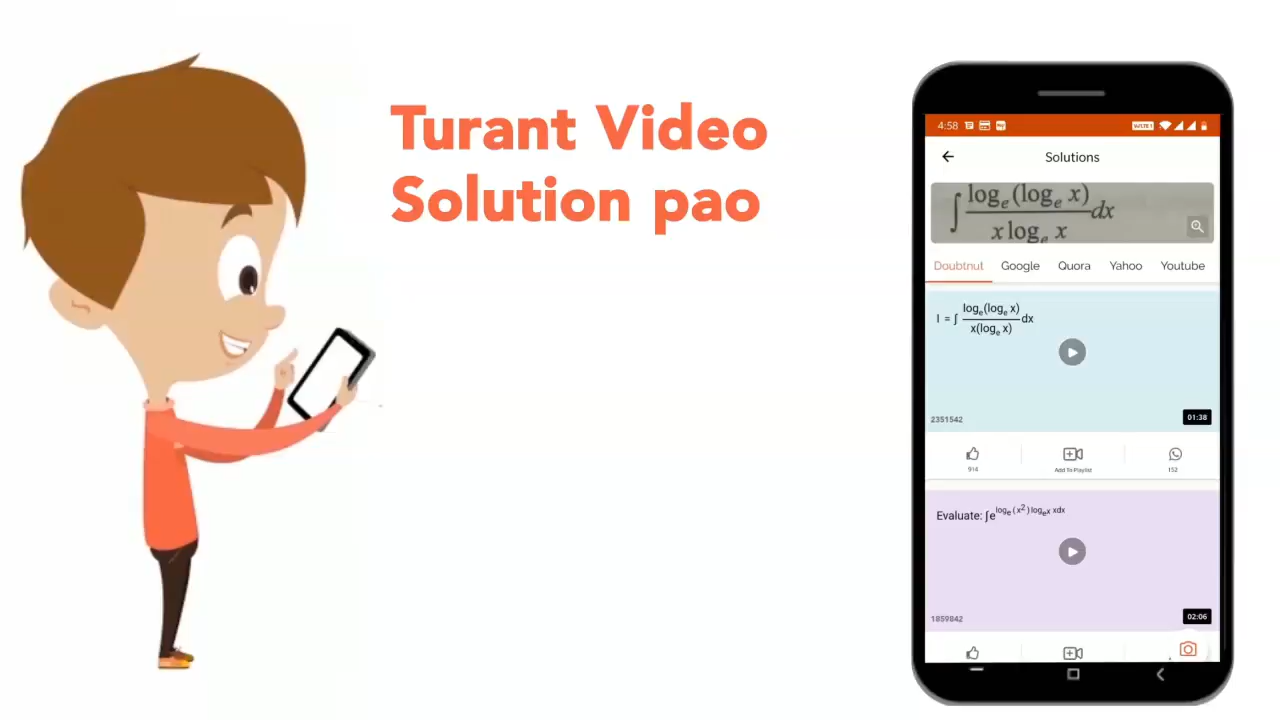 Turant Video
Solution pao
4:58
VoLTE1
Solutions
∫ logₑ(logₑ x) / x logₑ x dx
Doubtnut Google Quora Yahoo Youtube
I = ∫ logₑ(logₑ x) / x(logₑ x) dx
2351542 01:38
914 Add To Playlist 152
Evaluate: ∫e^logₑ(x²)logₑx xdx
1859842 02:06